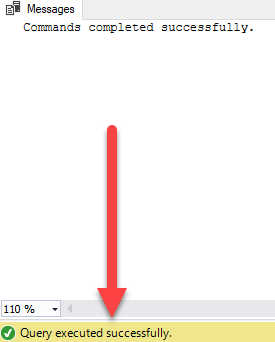 Messages
Commands completed successfully.
110 %
Query executed successfully.